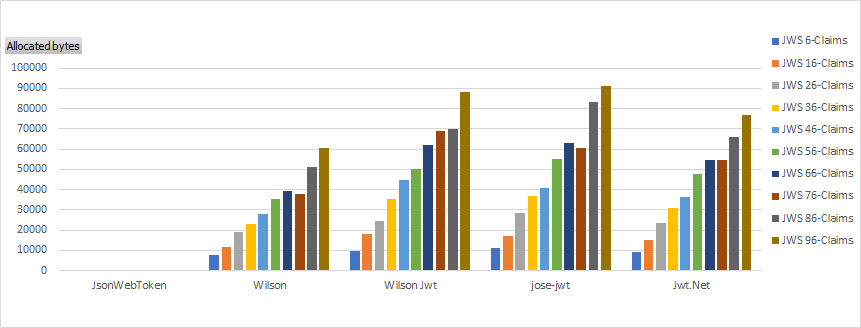 Allocated bytes
100000
90000
80000
70000
60000
50000
40000
30000
20000
10000
0
JsonWebToken
Wilson
Wilson Jwt
jose-jwt
Jwt.Net
JWS 6-Claims
JWS 16-Claims
JWS 26-Claims
JWS 36-Claims
JWS 46-Claims
JWS 56-Claims
JWS 66-Claims
JWS 76-Claims
JWS 86-Claims
JWS 96-Claims